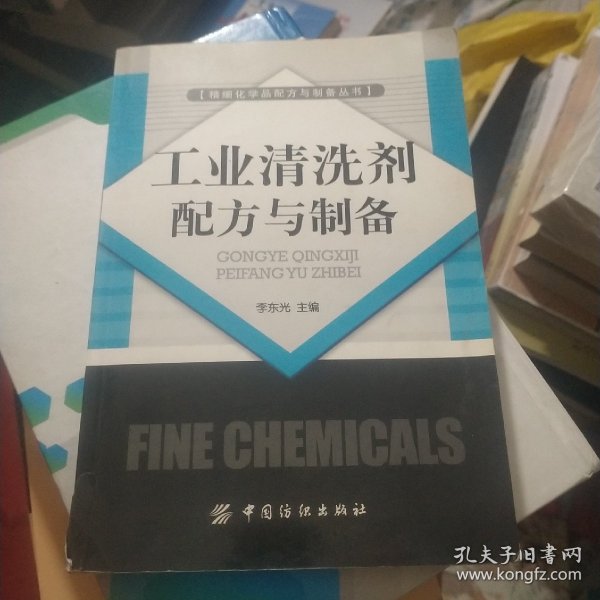 【精细化学品配方与制备丛书】
工业清洗剂
配方与制备
GONGYE QINGXIJI
PEIFANG YU ZHIBEI
李东光 主编
FINE CHEMICALS
中国纺织出版社
孔夫子旧书网
www.kongfz.com